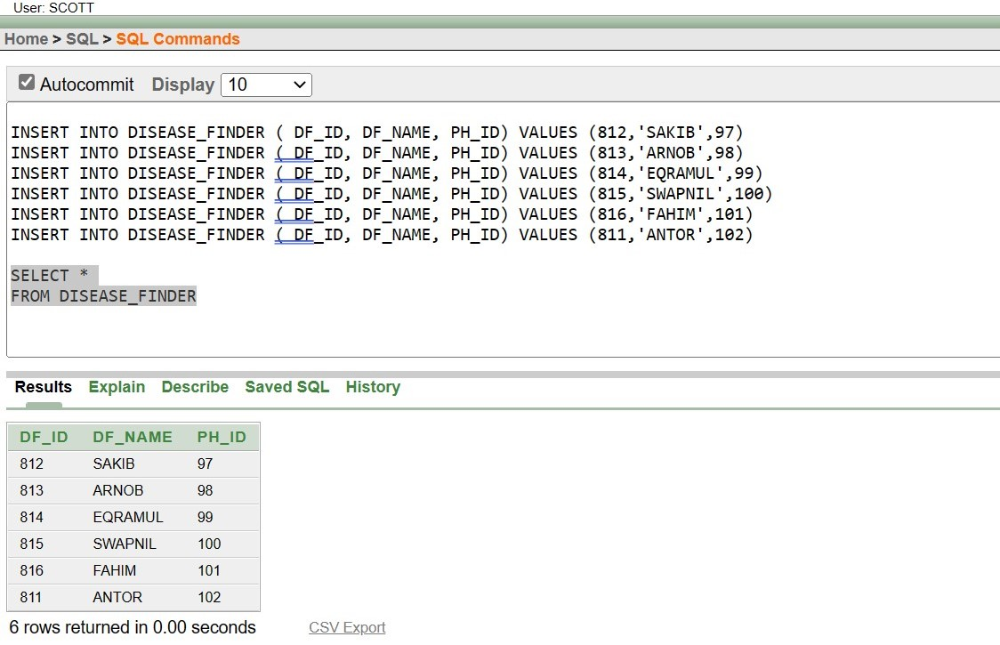 User: SCOTT
Home > SQL > SQL Commands
Autocommit Display 10
INSERT INTO DISEASE_FINDER ( DF_ID, DF_NAME, PH_ID) VALUES (812,'SAKIB',97)
INSERT INTO DISEASE_FINDER ( DF_ID, DF_NAME, PH_ID) VALUES (813,'ARNOB',98)
INSERT INTO DISEASE_FINDER ( DF_ID, DF_NAME, PH_ID) VALUES (814,'EQRAMUL',99)
INSERT INTO DISEASE_FINDER ( DF_ID, DF_NAME, PH_ID) VALUES (815,'SWAPNIL',100)
INSERT INTO DISEASE_FINDER ( DF_ID, DF_NAME, PH_ID) VALUES (816,'FAHIM',101)
INSERT INTO DISEASE_FINDER ( DF_ID, DF_NAME, PH_ID) VALUES (811,'ANTOR',102)
SELECT *
FROM DISEASE_FINDER
Results Explain Describe Saved SQL History
DF_ID DF_NAME PH_ID
812 SAKIB 97
813 ARNOB 98
814 EQRAMUL 99
815 SWAPNIL 100
816 FAHIM 101
811 ANTOR 102
6 rows returned in 0.00 seconds CSV Export